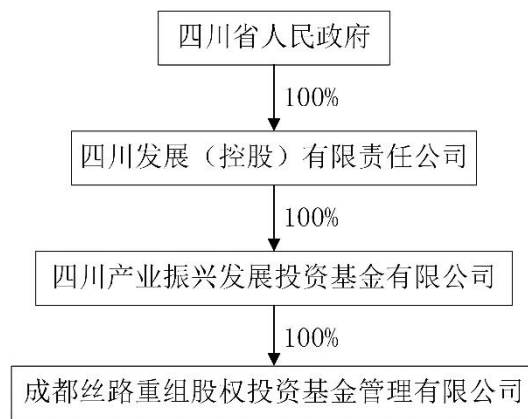 四川省人民政府
100%
四川发展（控股）有限责任公司
100%
四川产业振兴发展投资基金有限公司
100%
成都丝路重组股权投资基金管理有限公司